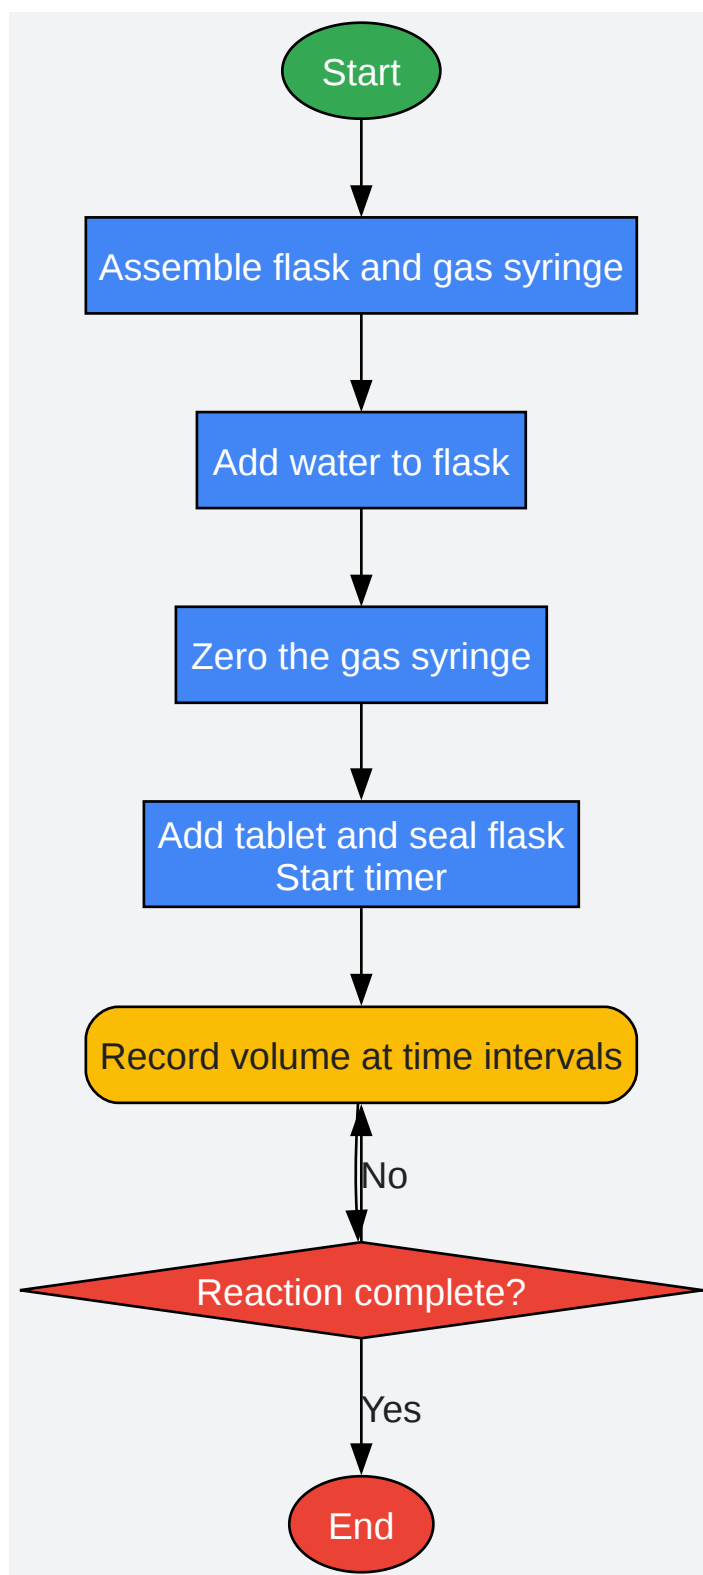 Start
Assemble flask and gas syringe
Add water to flask
Zero the gas syringe
Add tablet and seal flask
Start timer
Record volume at time intervals
No
Reaction complete?
Yes
End